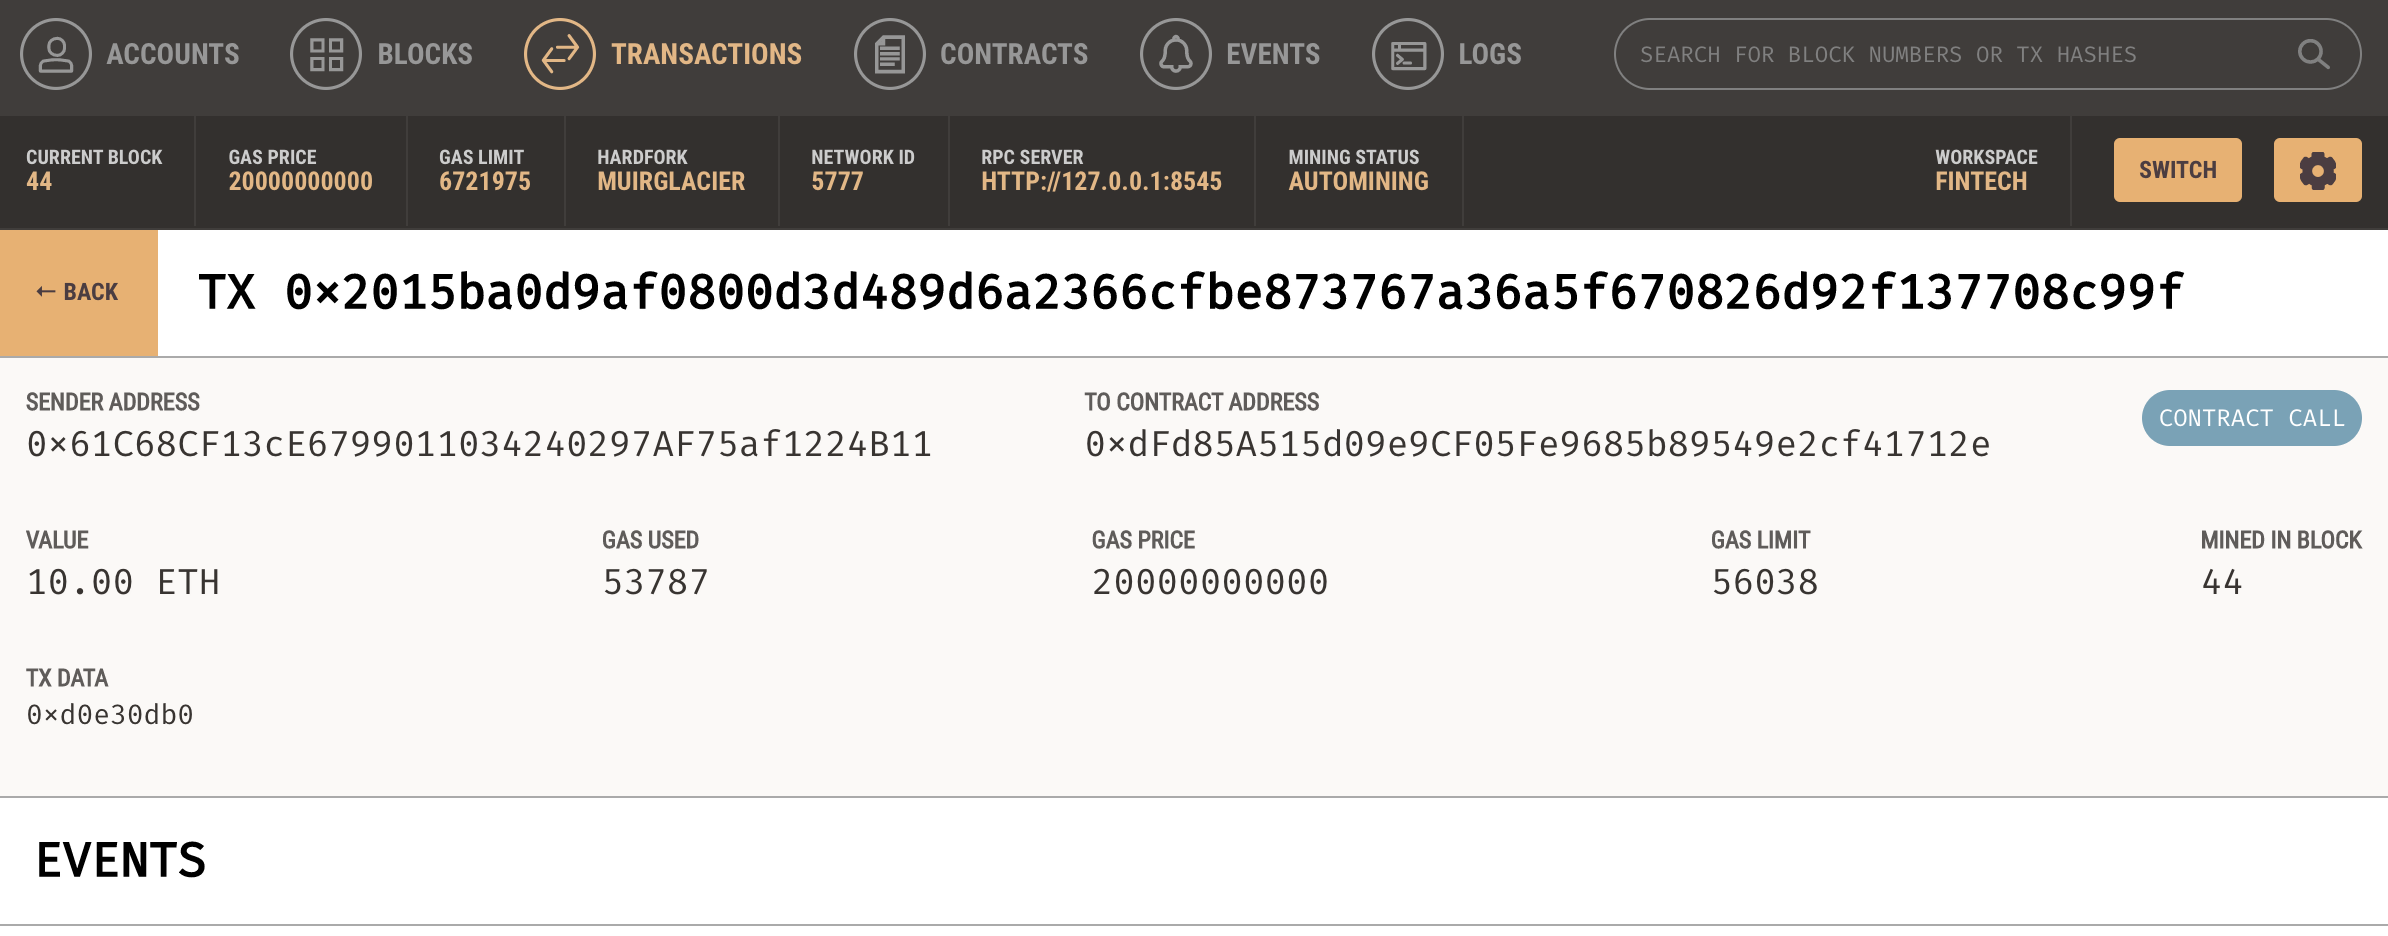 ACCOUNTS BLOCKS TRANSACTIONS CONTRACTS EVENTS LOGS SEARCH FOR BLOCK NUMBERS OR TX HASHES
CURRENT BLOCK GAS PRICE GAS LIMIT HARDFORK NETWORK ID RPC SERVER MINING STATUS WORKSPACE
44 20000000000 6721975 MUIRGLACIER 5777 HTTP://127.0.0.1:8545 AUTOMINING FINTECH SWITCH
← BACK TX 0×2015ba0d9af0800d3d489d6a2366cfbe873767a36a5f670826d92f137708c99f
SENDER ADDRESS TO CONTRACT ADDRESS
0×61C68CF13cE6799011034240297AF75af1224B11 0×dFd85A515d09e9CF05Fe9685b89549e2cf41712e CONTRACT CALL
VALUE GAS USED GAS PRICE GAS LIMIT MINED IN BLOCK
10.00 ETH 53787 20000000000 56038 44
TX DATA
0×d0e30db0
EVENTS